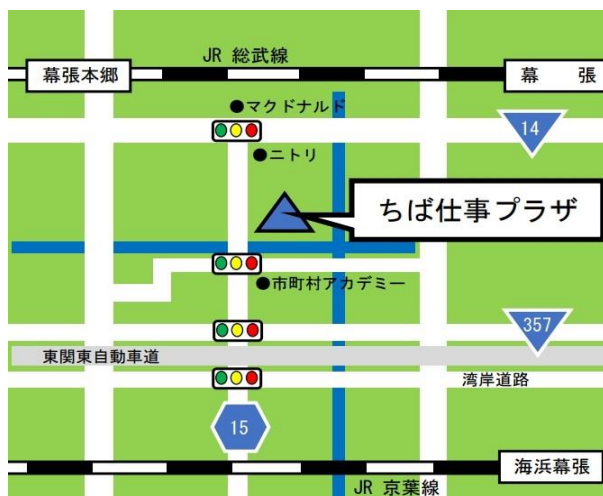 JR 総武線
幕張本郷
幕 張
マクドナルド
14
ニトリ
ちば仕事プラザ
市町村アカデミー
357
東関東自動車道
湾岸道路
15
海浜幕張
JR 京葉線